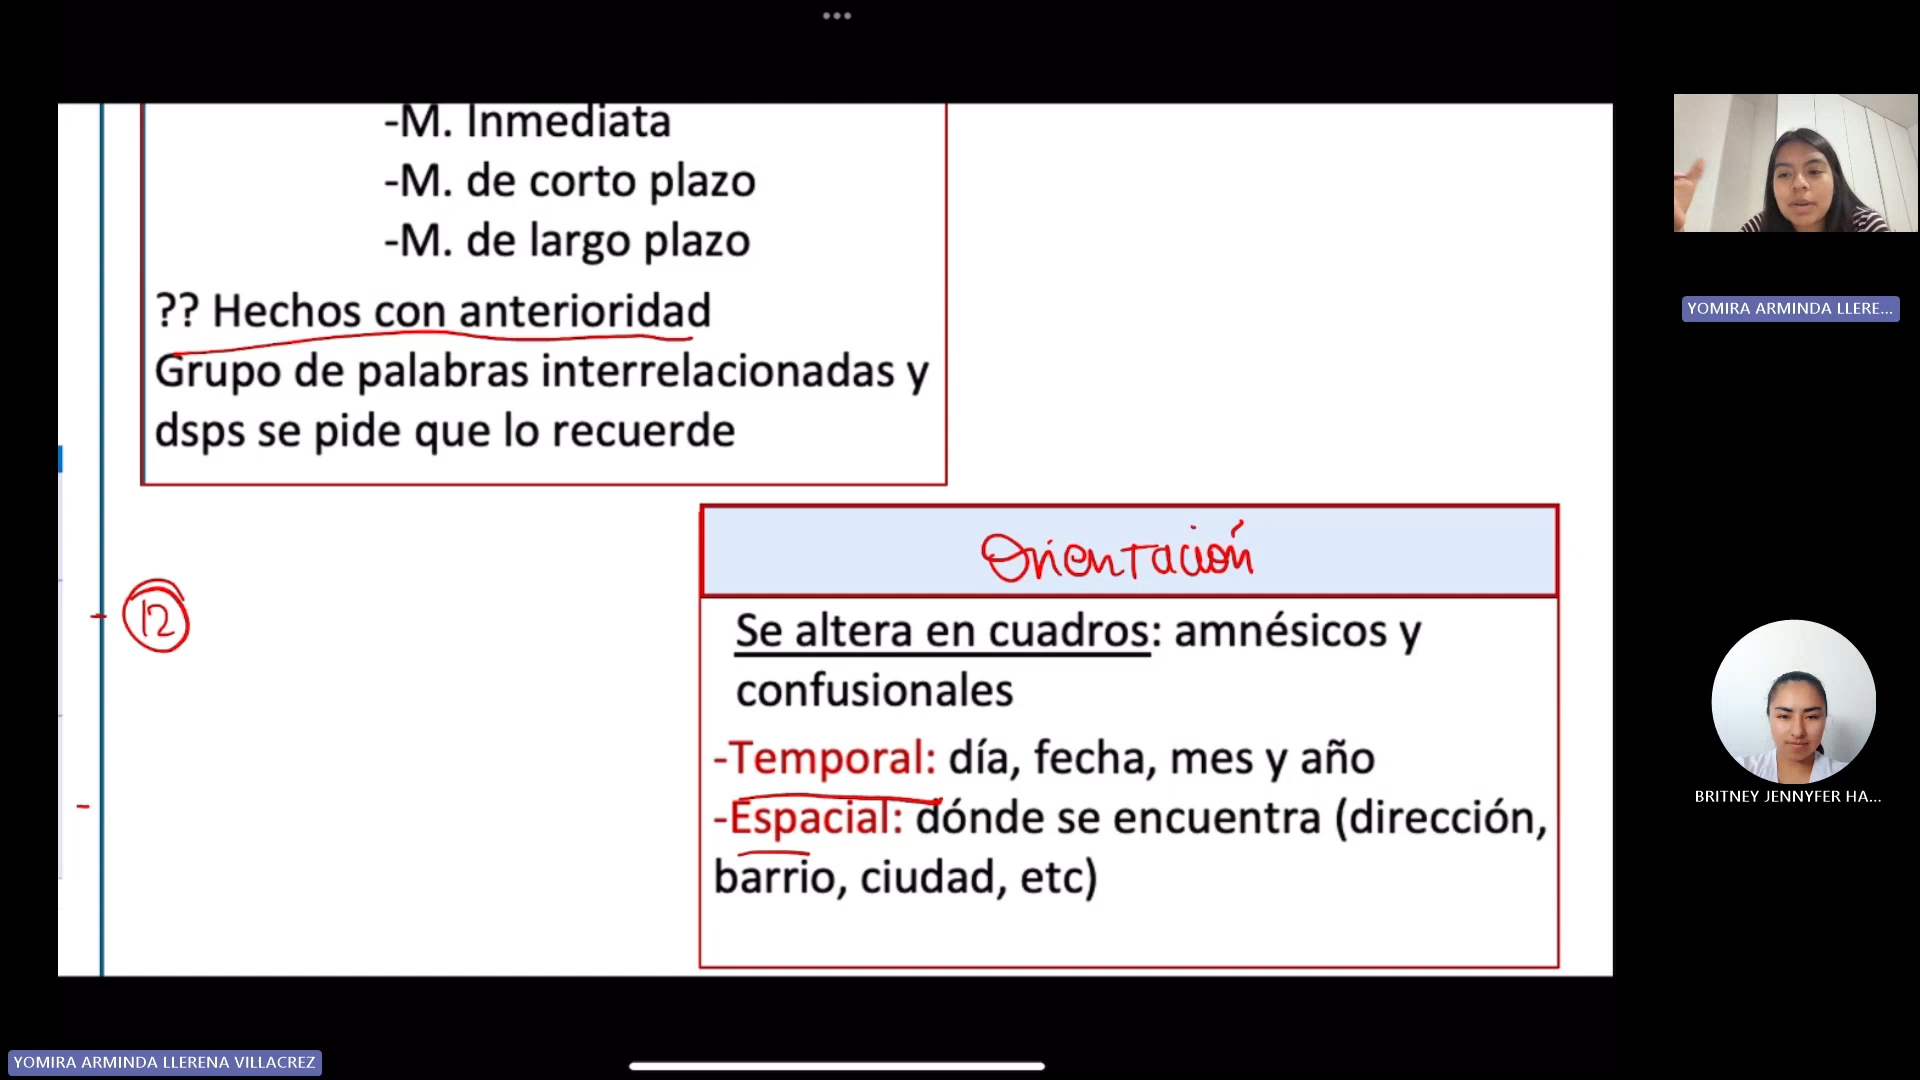 -M. Inmediata
-M. de corto plazo
-M. de largo plazo
?? Hechos con anterioridad
Grupo de palabras interrelacionadas y
dsps se pide que lo recuerde
Orientación
12
Se altera en cuadros: amnésicos y
confusionales
-Temporal: día, fecha, mes y año
-Espacial: dónde se encuentra (dirección,
barrio, ciudad, etc)
YOMIRA ARMINDA LLERE...
BRITNEY JENNYFER HA...
YOMIRA ARMINDA LLERENA VILLACREZ